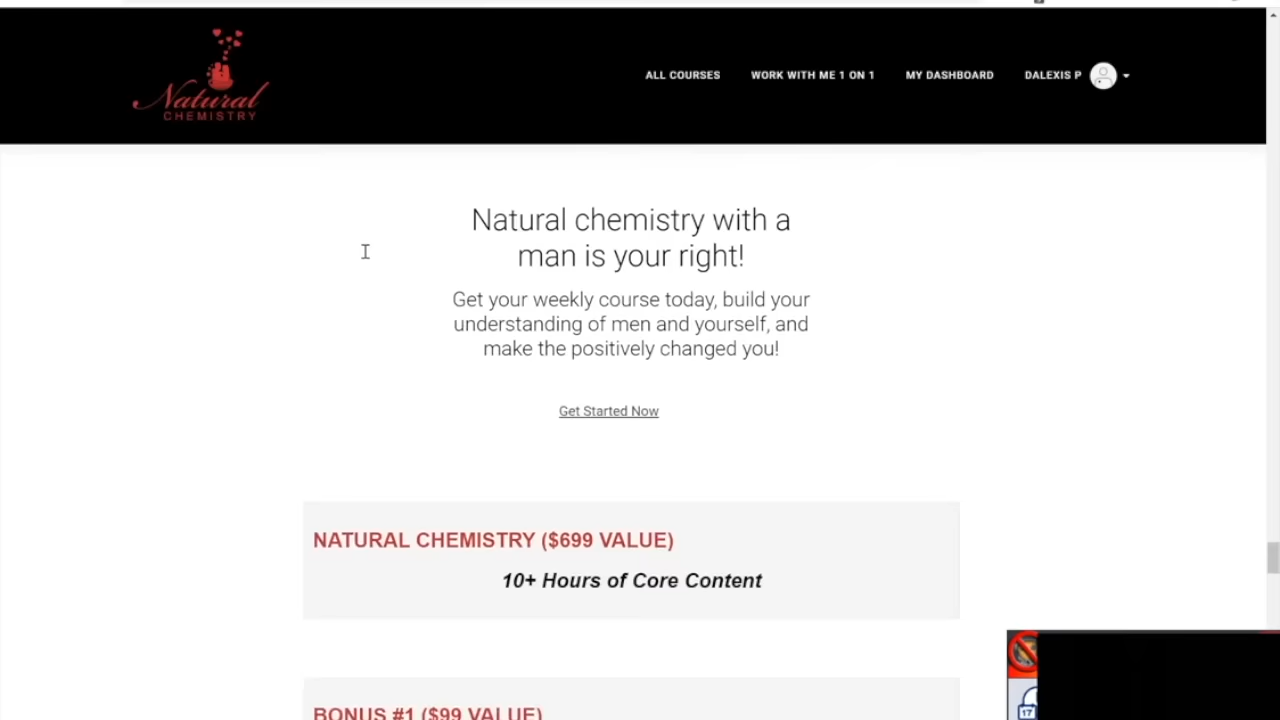 Natural
CHEMISTRY
ALL COURSES
WORK WITH ME 1 ON 1
MY DASHBOARD
DALEXIS P
Natural chemistry with a
man is your right!
Get your weekly course today, build your
understanding of men and yourself, and
make the positively changed you!
Get Started Now
NATURAL CHEMISTRY ($699 VALUE)
10+ Hours of Core Content
BONUS #1 ($99 VALUE)
17